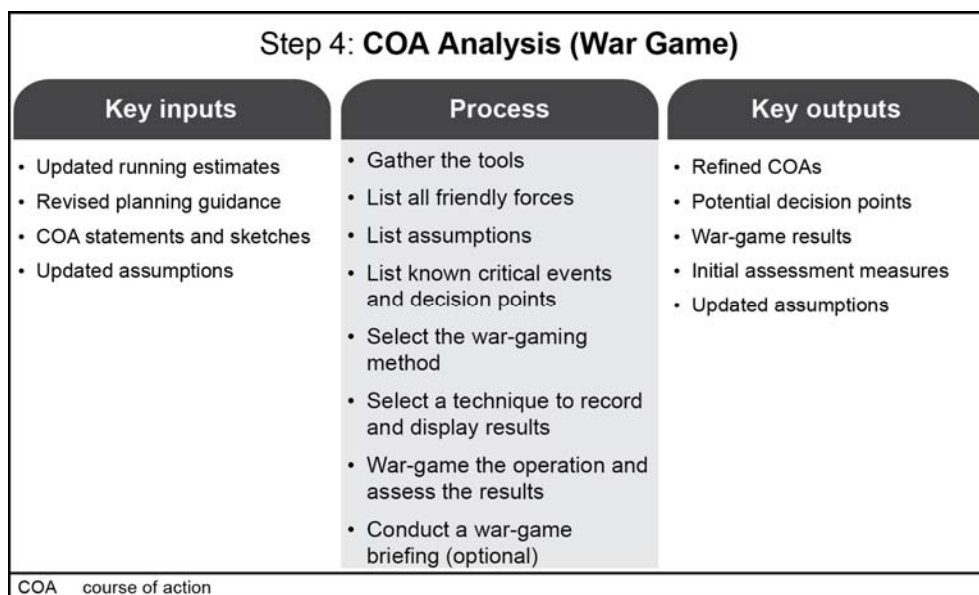 Step 4: COA Analysis (War Game)
Key inputs
• Updated running estimates
• Revised planning guidance
• COA statements and sketches
• Updated assumptions
Process
• Gather the tools
• List all friendly forces
• List assumptions
• List known critical events
and decision points
• Select the war-gaming
method
• Select a technique to record
and display results
• War-game the operation and
assess the results
• Conduct a war-game
briefing (optional)
Key outputs
• Refined COAs
• Potential decision points
• War-game results
• Initial assessment measures
• Updated assumptions
COA course of action